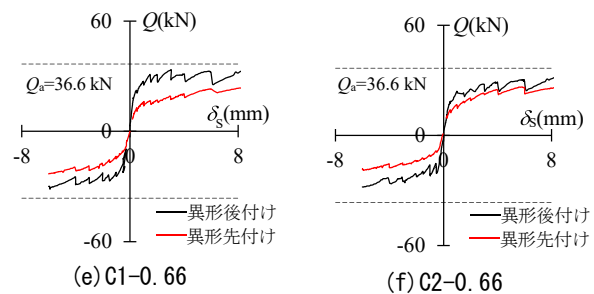 60 Q(kN)
Qa=36.6 kN
δs(mm)
0
-8 0 8
異形後付け
異形先付け
-60
(e) C1-0.66
60 Q(kN)
Qa=36.6 kN
δs(mm)
0
-8 0 8
異形後付け
異形先付け
-60
(f) C2-0.66